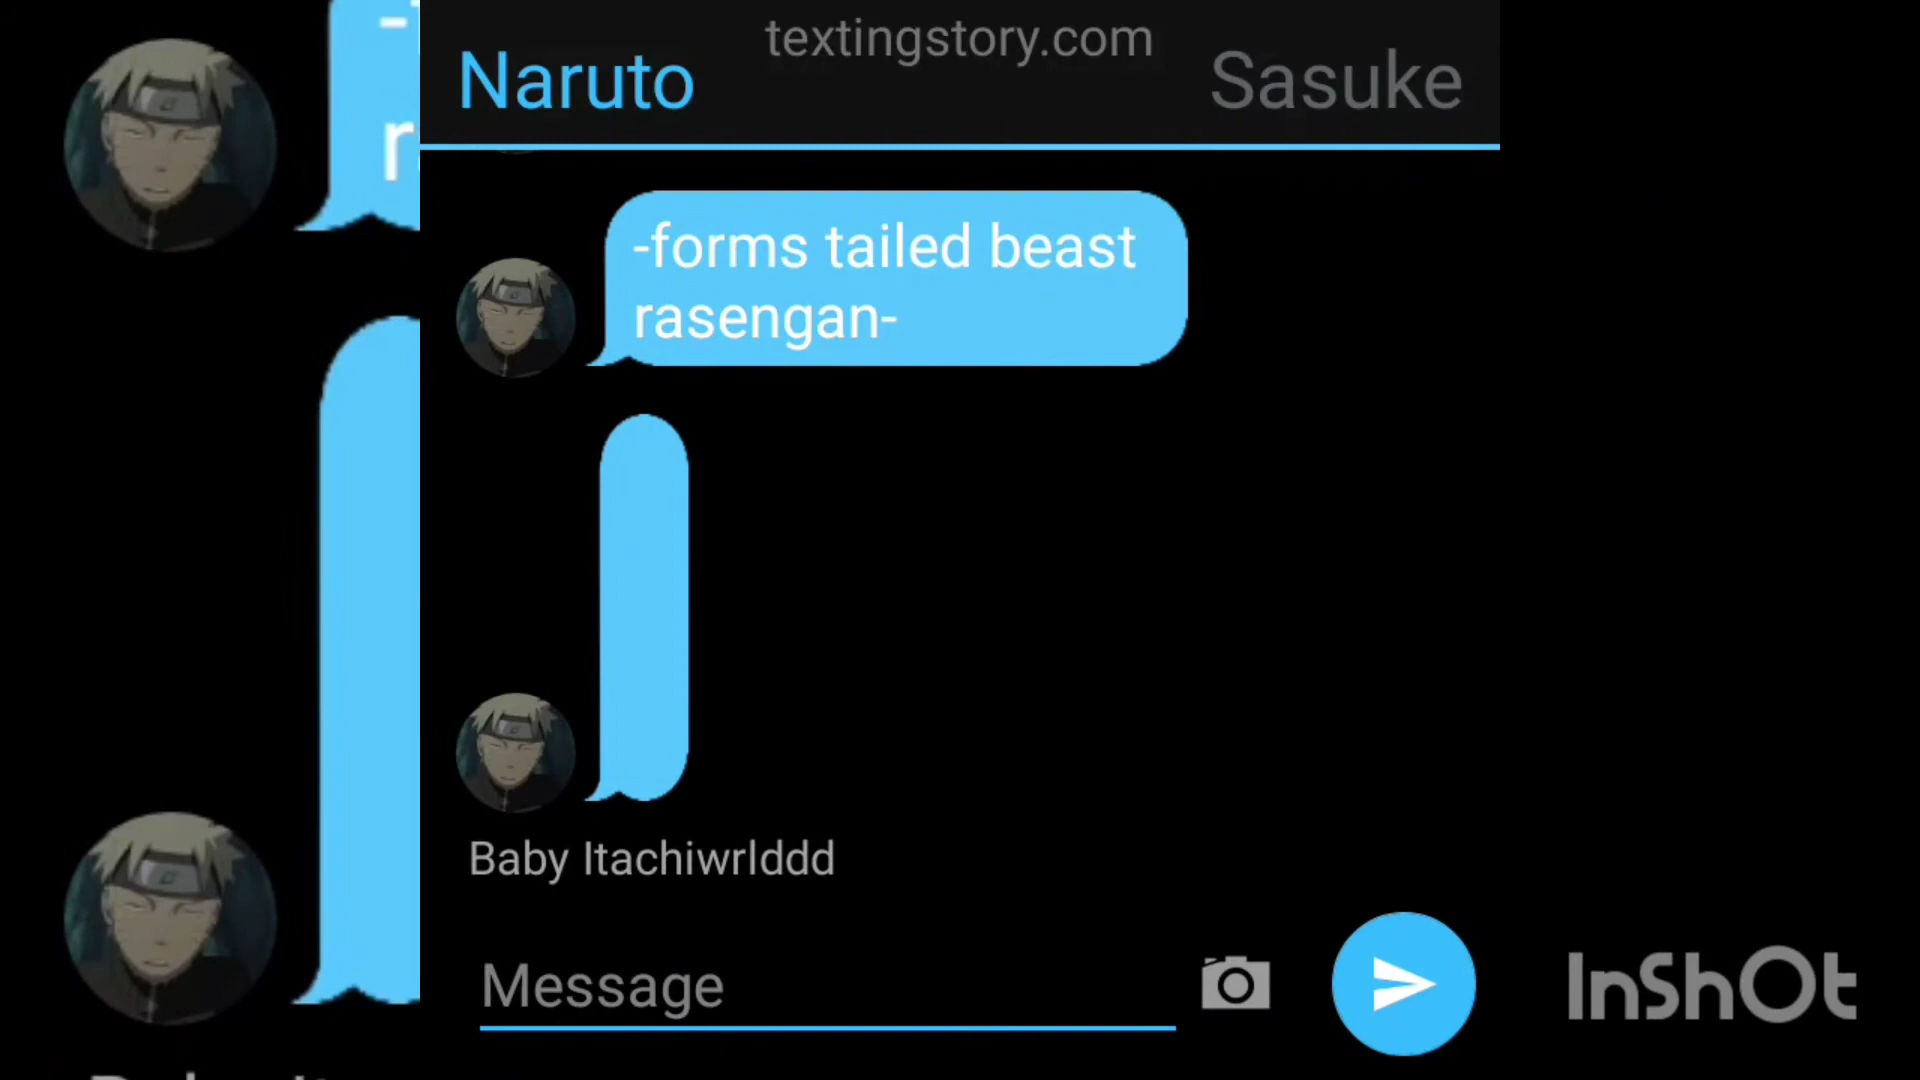 textingstory.com
Naruto
Sasuke
-forms tailed beast
rasengan-
Baby Itachiwrlddd
Message
InShOt